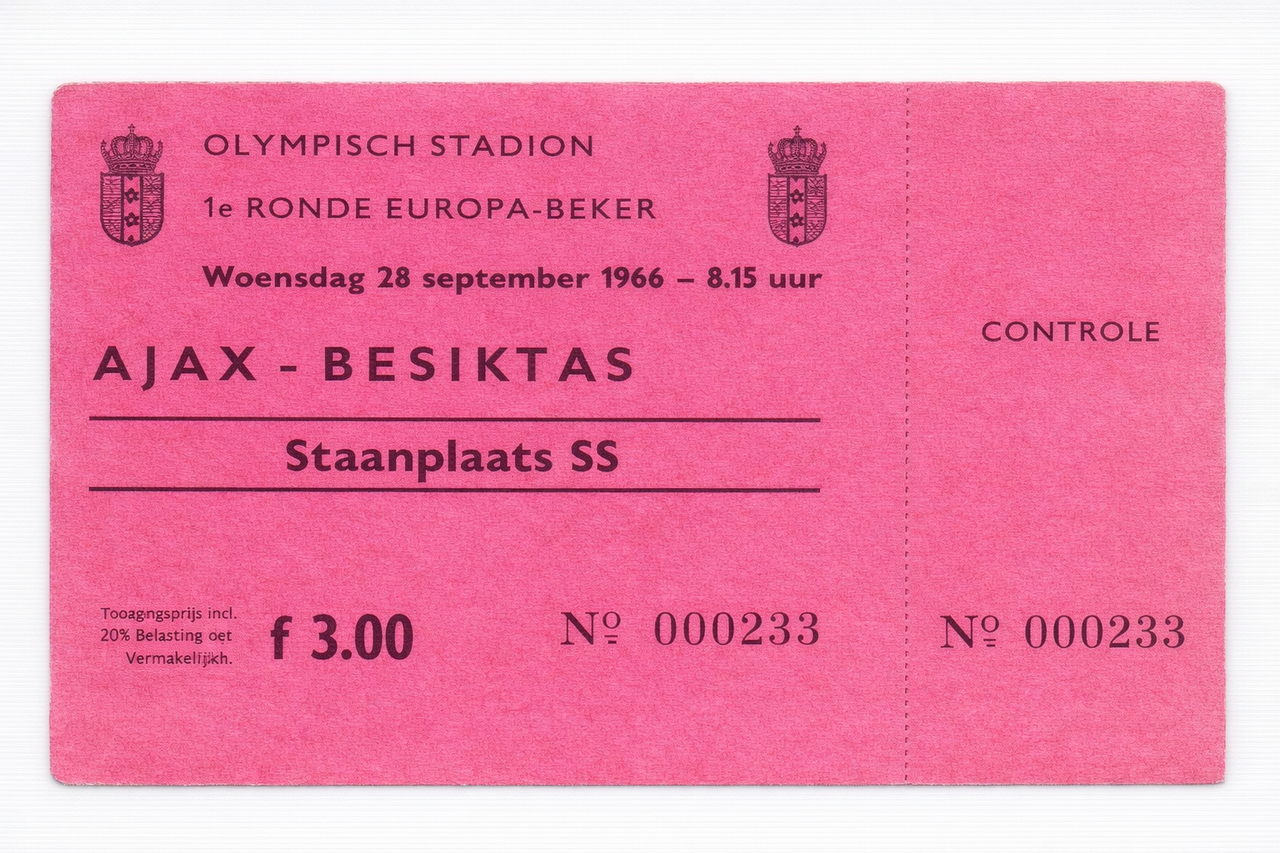 OLYMPISCH STADION
1e RONDE EUROPA-BEKER
Woensdag 28 september 1966 – 8.15 uur
AJAX - BESIKTAS
Staanplaats SS
CONTROLE
Tooagngsprijs incl.
20% Belasting oet
Vermakelijkh.
f 3.00
Nº 000233
Nº 000233